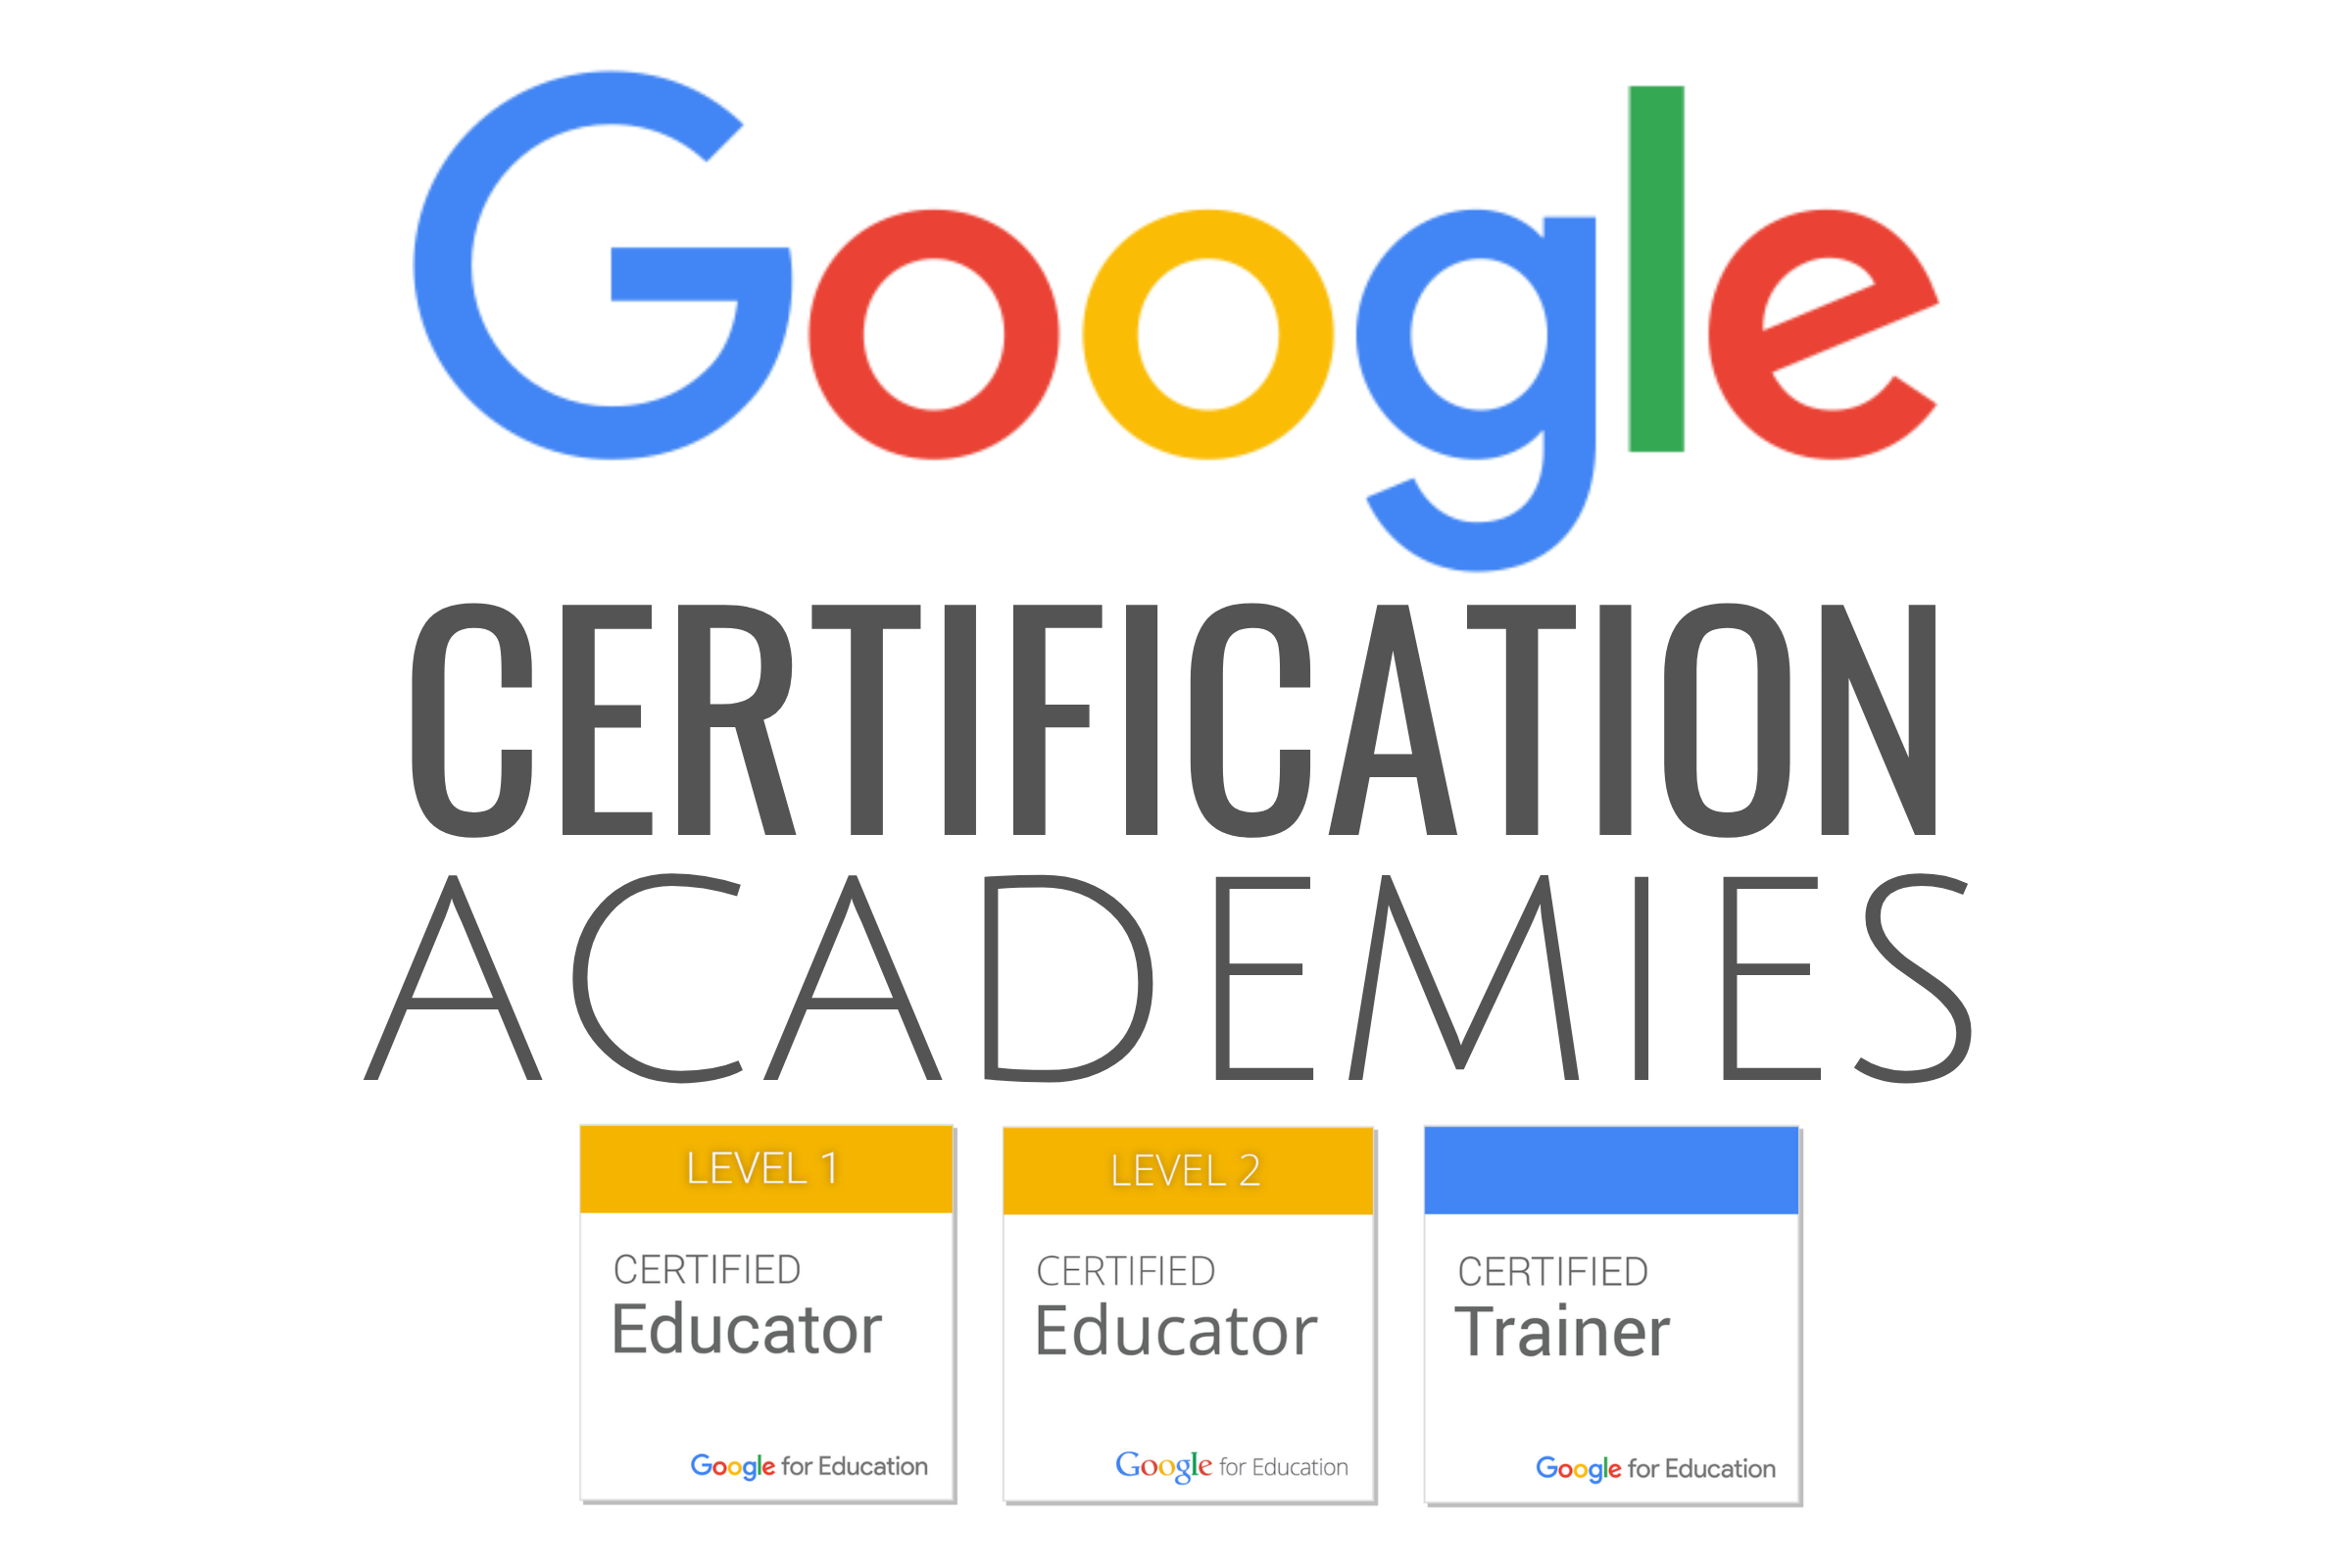 Google
CERTIFICATION
ACADEMIES
LEVEL 1
CERTIFIED
Educator
Google for Education
LEVEL 2
CERTIFIED
Educator
Google for Education
CERTIFIED
Trainer
Google for Education